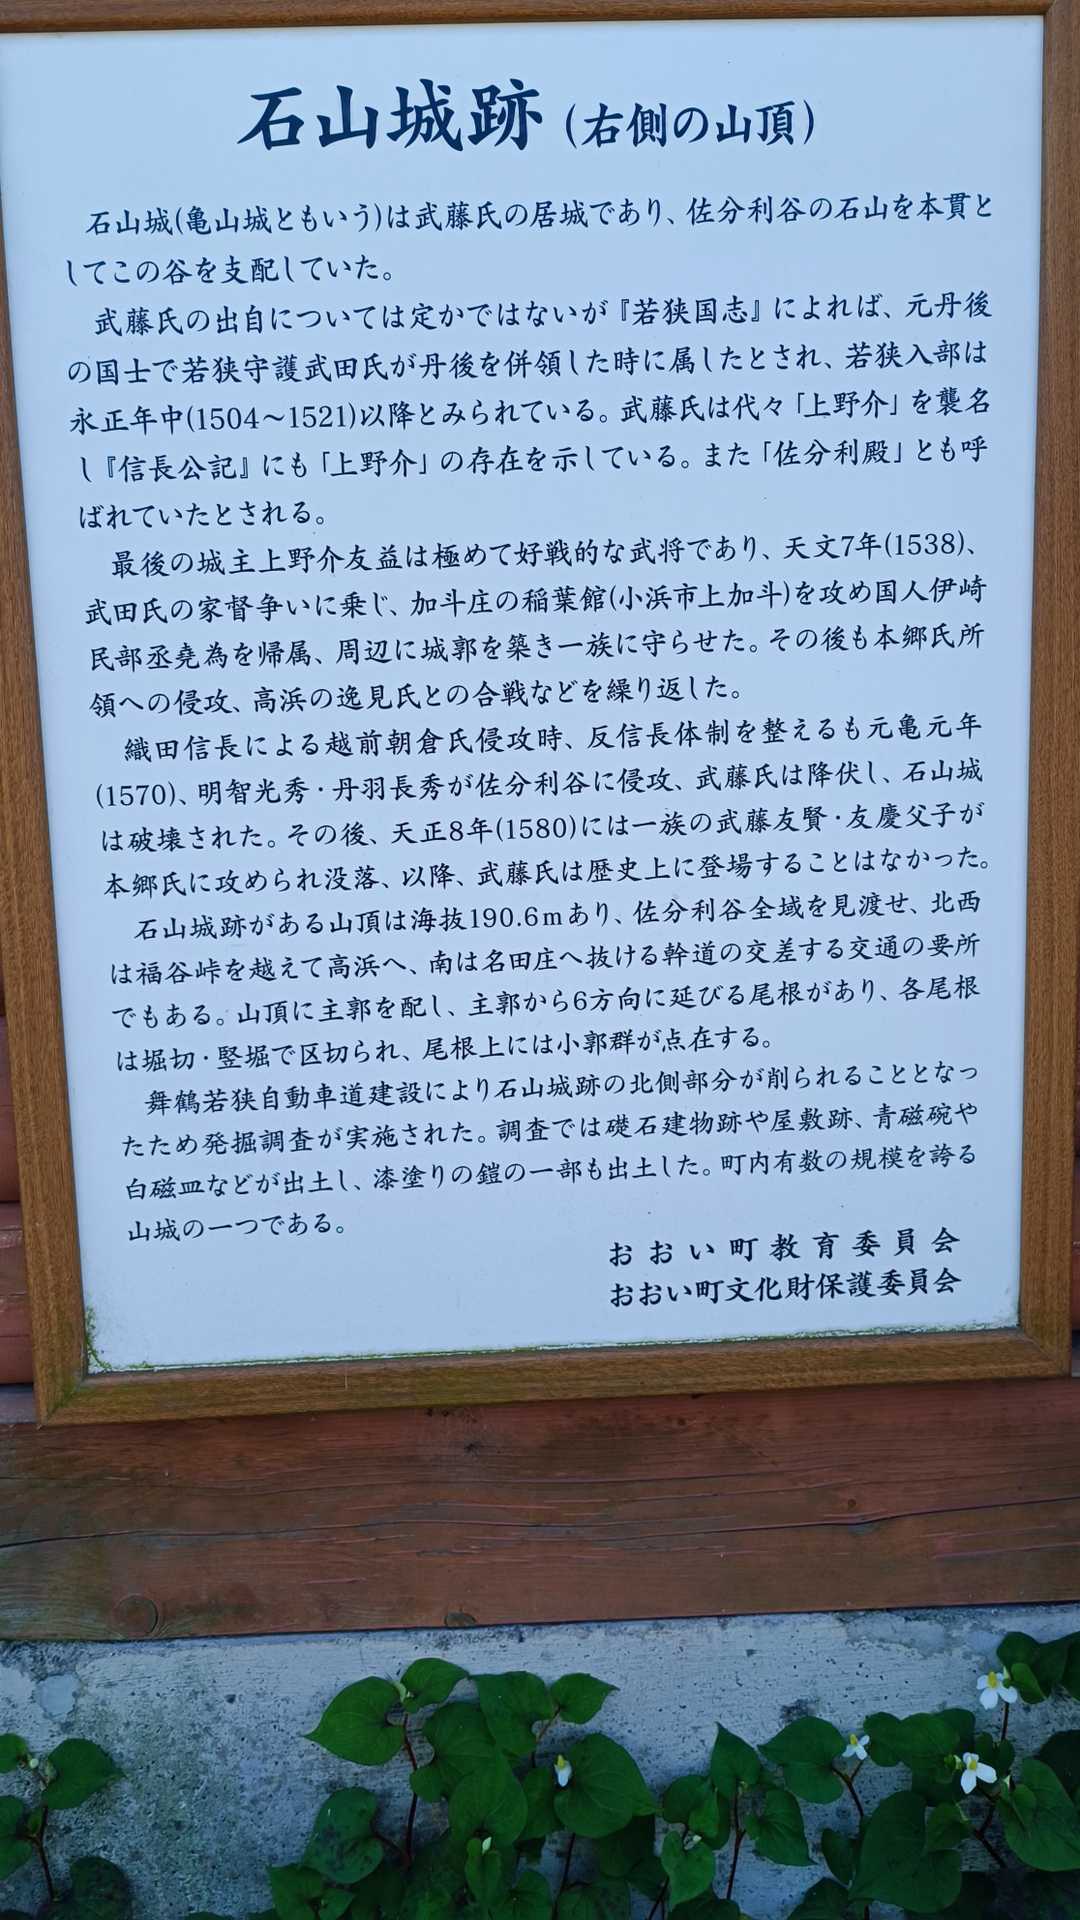 石山城跡(右側の山頂)
石山城(亀山城ともいう)は武藤氏の居城であり、佐分利谷の石山を本貫と
してこの谷を支配していた。
武藤氏の出自については定かではないが『若狭国志』によれば、元丹後
の国士で若狭守護武田氏が丹後を併領した時に属したとされ、若狭入部は
永正年中(1504～1521)以降とみられている。武藤氏は代々「上野介」を襲名
し『信長公記』にも「上野介」の存在を示している。また「佐分利殿」とも呼
ばれていたとされる。
最後の城主上野介友益は極めて好戦的な武将であり、天文7年(1538)、
武田氏の家督争いに乗じ、加斗庄の稲葉館(小浜市上加斗)を攻め国人伊崎
民部丞堯為を帰属、周辺に城郭を築き一族に守らせた。その後も本郷氏所
領への侵攻、高浜の逸見氏との合戦などを繰り返した。
織田信長による越前朝倉氏侵攻時、反信長体制を整えるも元亀元年
(1570)、明智光秀・丹羽長秀が佐分利谷に侵攻、武藤氏は降伏し、石山城
は破壊された。その後、天正8年(1580)には一族の武藤友賢・友慶父子が
本郷氏に攻められ没落、以降、武藤氏は歴史上に登場することはなかった。
石山城跡がある山頂は海抜190.6mあり、佐分利谷全域を見渡せ、北西
は福谷峠を越えて高浜へ、南は名田庄へ抜ける幹道の交差する交通の要所
でもある。山頂に主郭を配し、主郭から6方向に延びる尾根があり、各尾根
は堀切・竪堀で区切られ、尾根上には小郭群が点在する。
舞鶴若狭自動車道建設により石山城跡の北側部分が削られることとなっ
たため発掘調査が実施された。調査では礎石建物跡や屋敷跡、青磁碗や
白磁皿などが出土し、漆塗りの鎧の一部も出土した。町内有数の規模を誇る
山城の一つである。
おおい町教育委員会
おおい町文化財保護委員会